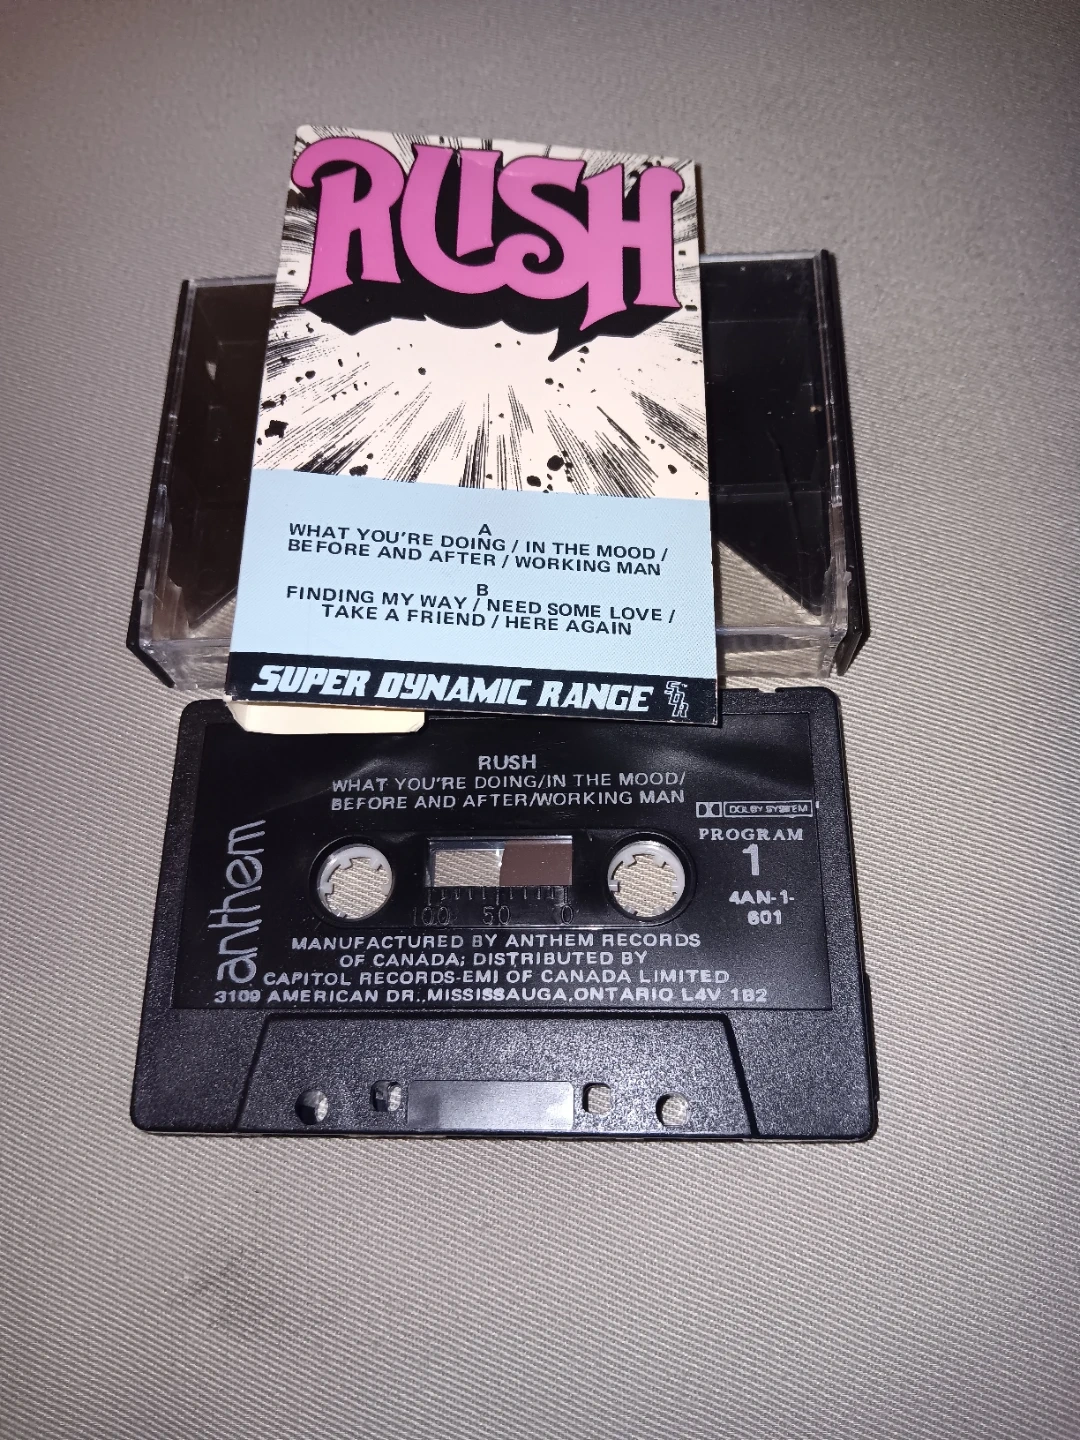 RUSH
A
WHAT YOU'RE DOING / IN THE MOOD /
BEFORE AND AFTER / WORKING MAN
B
FINDING MY WAY / NEED SOME LOVE /
TAKE A FRIEND / HERE AGAIN
SUPER DYNAMIC RANGE SDR
RUSH
WHAT YOU'RE DOING/IN THE MOOD/
BEFORE AND AFTER/WORKING MAN
DOLBY SYSTEM
PROGRAM
1
4AN-1-
601
anthem
100 50 0
MANUFACTURED BY ANTHEM RECORDS
OF CANADA; DISTRIBUTED BY
CAPITOL RECORDS-EMI OF CANADA LIMITED
3109 AMERICAN DR., MISSISSAUGA, ONTARIO L4V 1B2